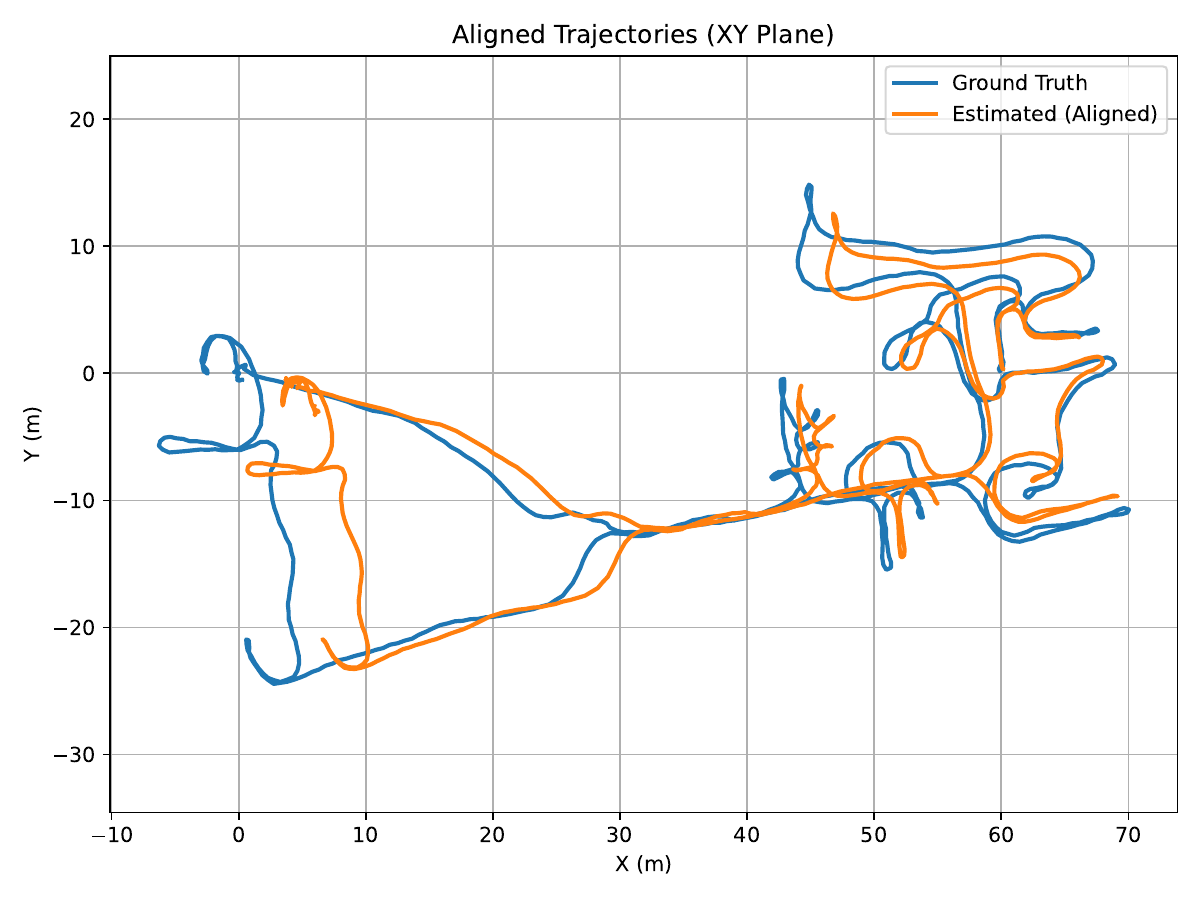 Aligned Trajectories (XY Plane)
Ground Truth
Estimated (Aligned)
20
10
0
−10
−20
−30
Y (m)
−10 0 10 20 30 40 50 60 70
X (m)